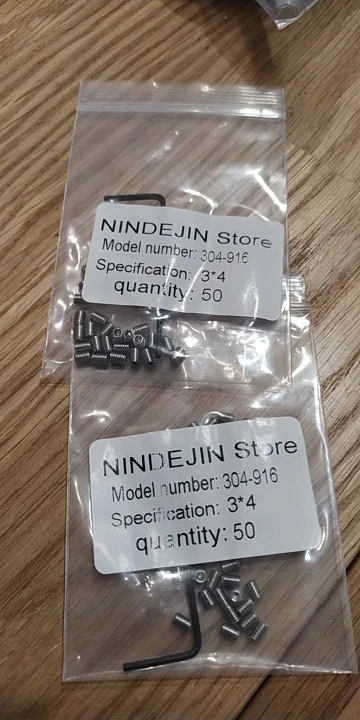 NINDEJIN Store
Model number: 304-916
Specification: 3*4
quantity: 50
NINDEJIN Store
Model number: 304-916
Specification: 3*4
quantity: 50